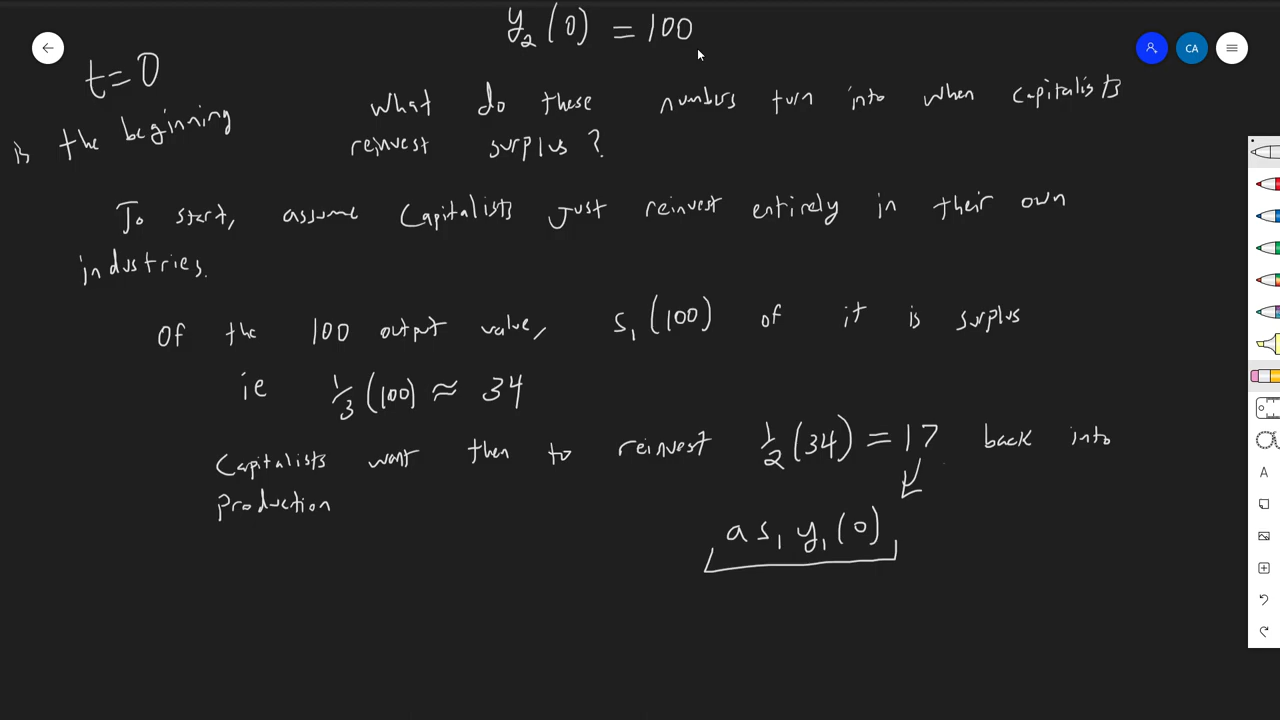 y₂(0) = 100
t=0
is the beginning
What do these numbers turn into when capitalists
reinvest surplus?
To start, assume capitalists just reinvest entirely in their own
industries.
Of the 100 output value, s₁(100) of it is surplus
ie 1/3(100) ≈ 34
Capitalists want then to reinvest 1/2(34) = 17 back into
production
a s₁ y₁(0)
CA
A